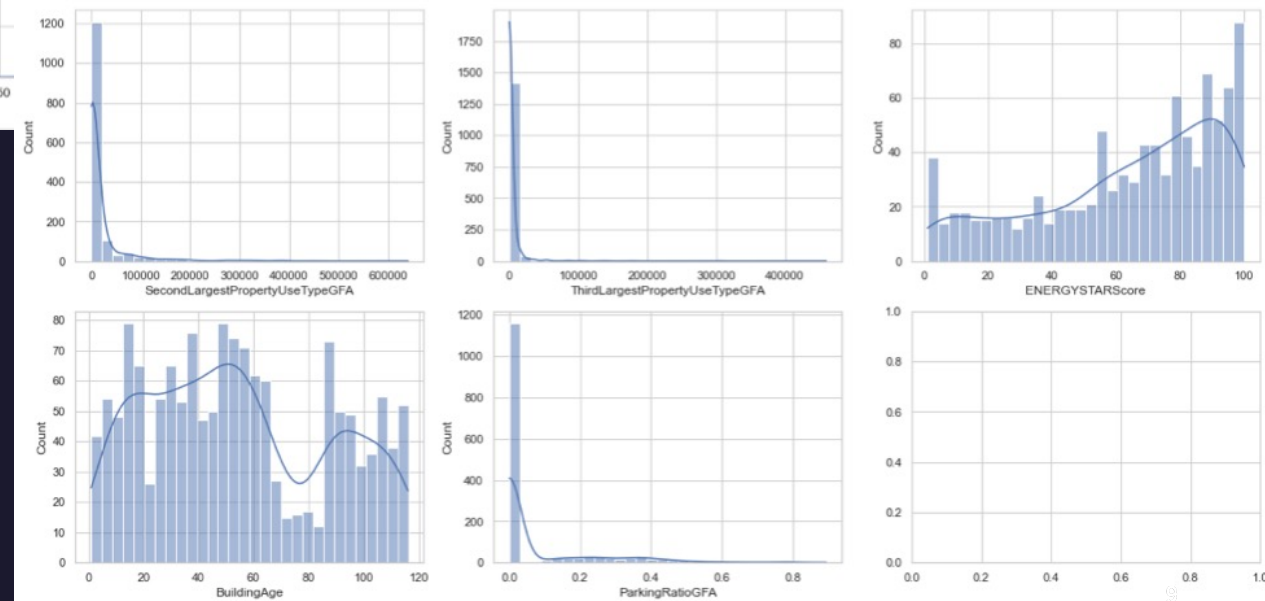 1200
1000
800
600
400
200
0
Count
0 100000 200000 300000 400000 500000 600000
SecondLargestPropertyUseTypeGFA
1750
1500
1250
1000
750
500
250
0
Count
0 100000 200000 300000 400000
ThirdLargestPropertyUseTypeGFA
80
60
40
20
0
Count
0 20 40 60 80 100
ENERGYSTARScore
80
70
60
50
40
30
20
10
0
Count
0 20 40 60 80 100 120
BuildingAge
1200
1000
800
600
400
200
0
Count
0.0 0.2 0.4 0.6 0.8
ParkingRatioGFA
1.0
0.8
0.6
0.4
0.2
0.0
0.0 0.2 0.4 0.6 0.8 1.0